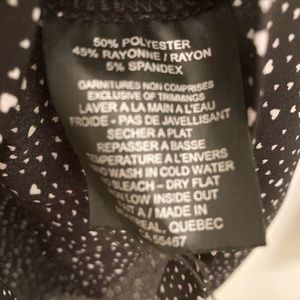 50% POLYESTER
45% RAYONNE / RAYON
5% SPANDEX
GARNITURES NON COMPRISES
EXCLUSIVE OF TRIMMINGS
LAVER A LA MAIN A L'EAU
FROIDE - PAS DE JAVELLISANT
SECHER A PLAT
REPASSER A BASSE
TEMPERATURE A L'ENVERS
WASH IN COLD WATER
BLEACH - DRY FLAT
LOW INSIDE OUT
A / MADE IN
QUEBEC
55467